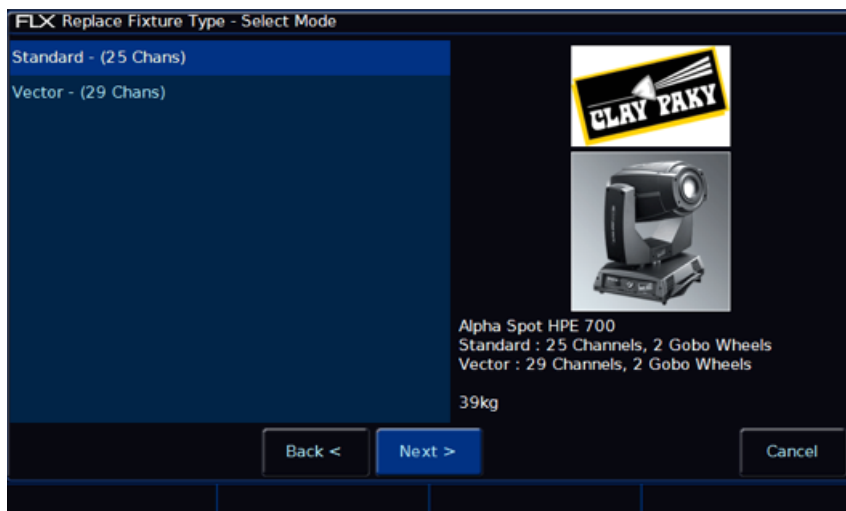 FLX Replace Fixture Type - Select Mode
Standard - (25 Chans)
Vector - (29 Chans)
CLAY PAKY
Alpha Spot HPE 700
Standard : 25 Channels, 2 Gobo Wheels
Vector : 29 Channels, 2 Gobo Wheels
39kg
Back <
Next >
Cancel